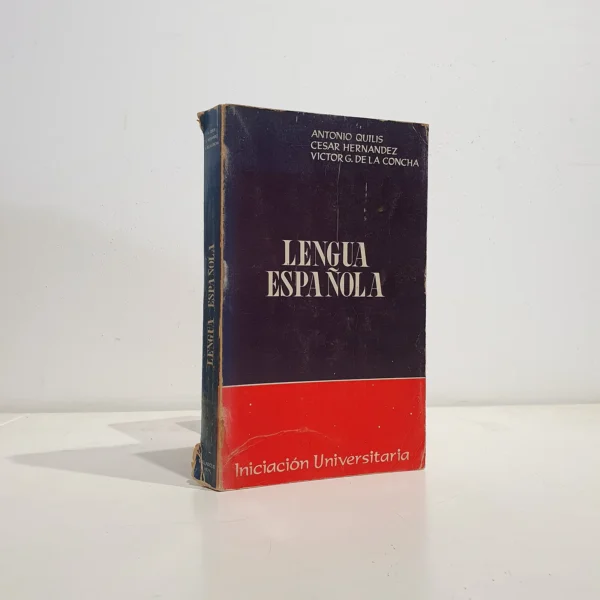 ANTONIO QUILIS
CESAR HERNANDEZ
VICTOR G. DE LA CONCHA
LENGUA
ESPAÑOLA
Iniciación Universitaria
LENGUA ESPAÑOLA